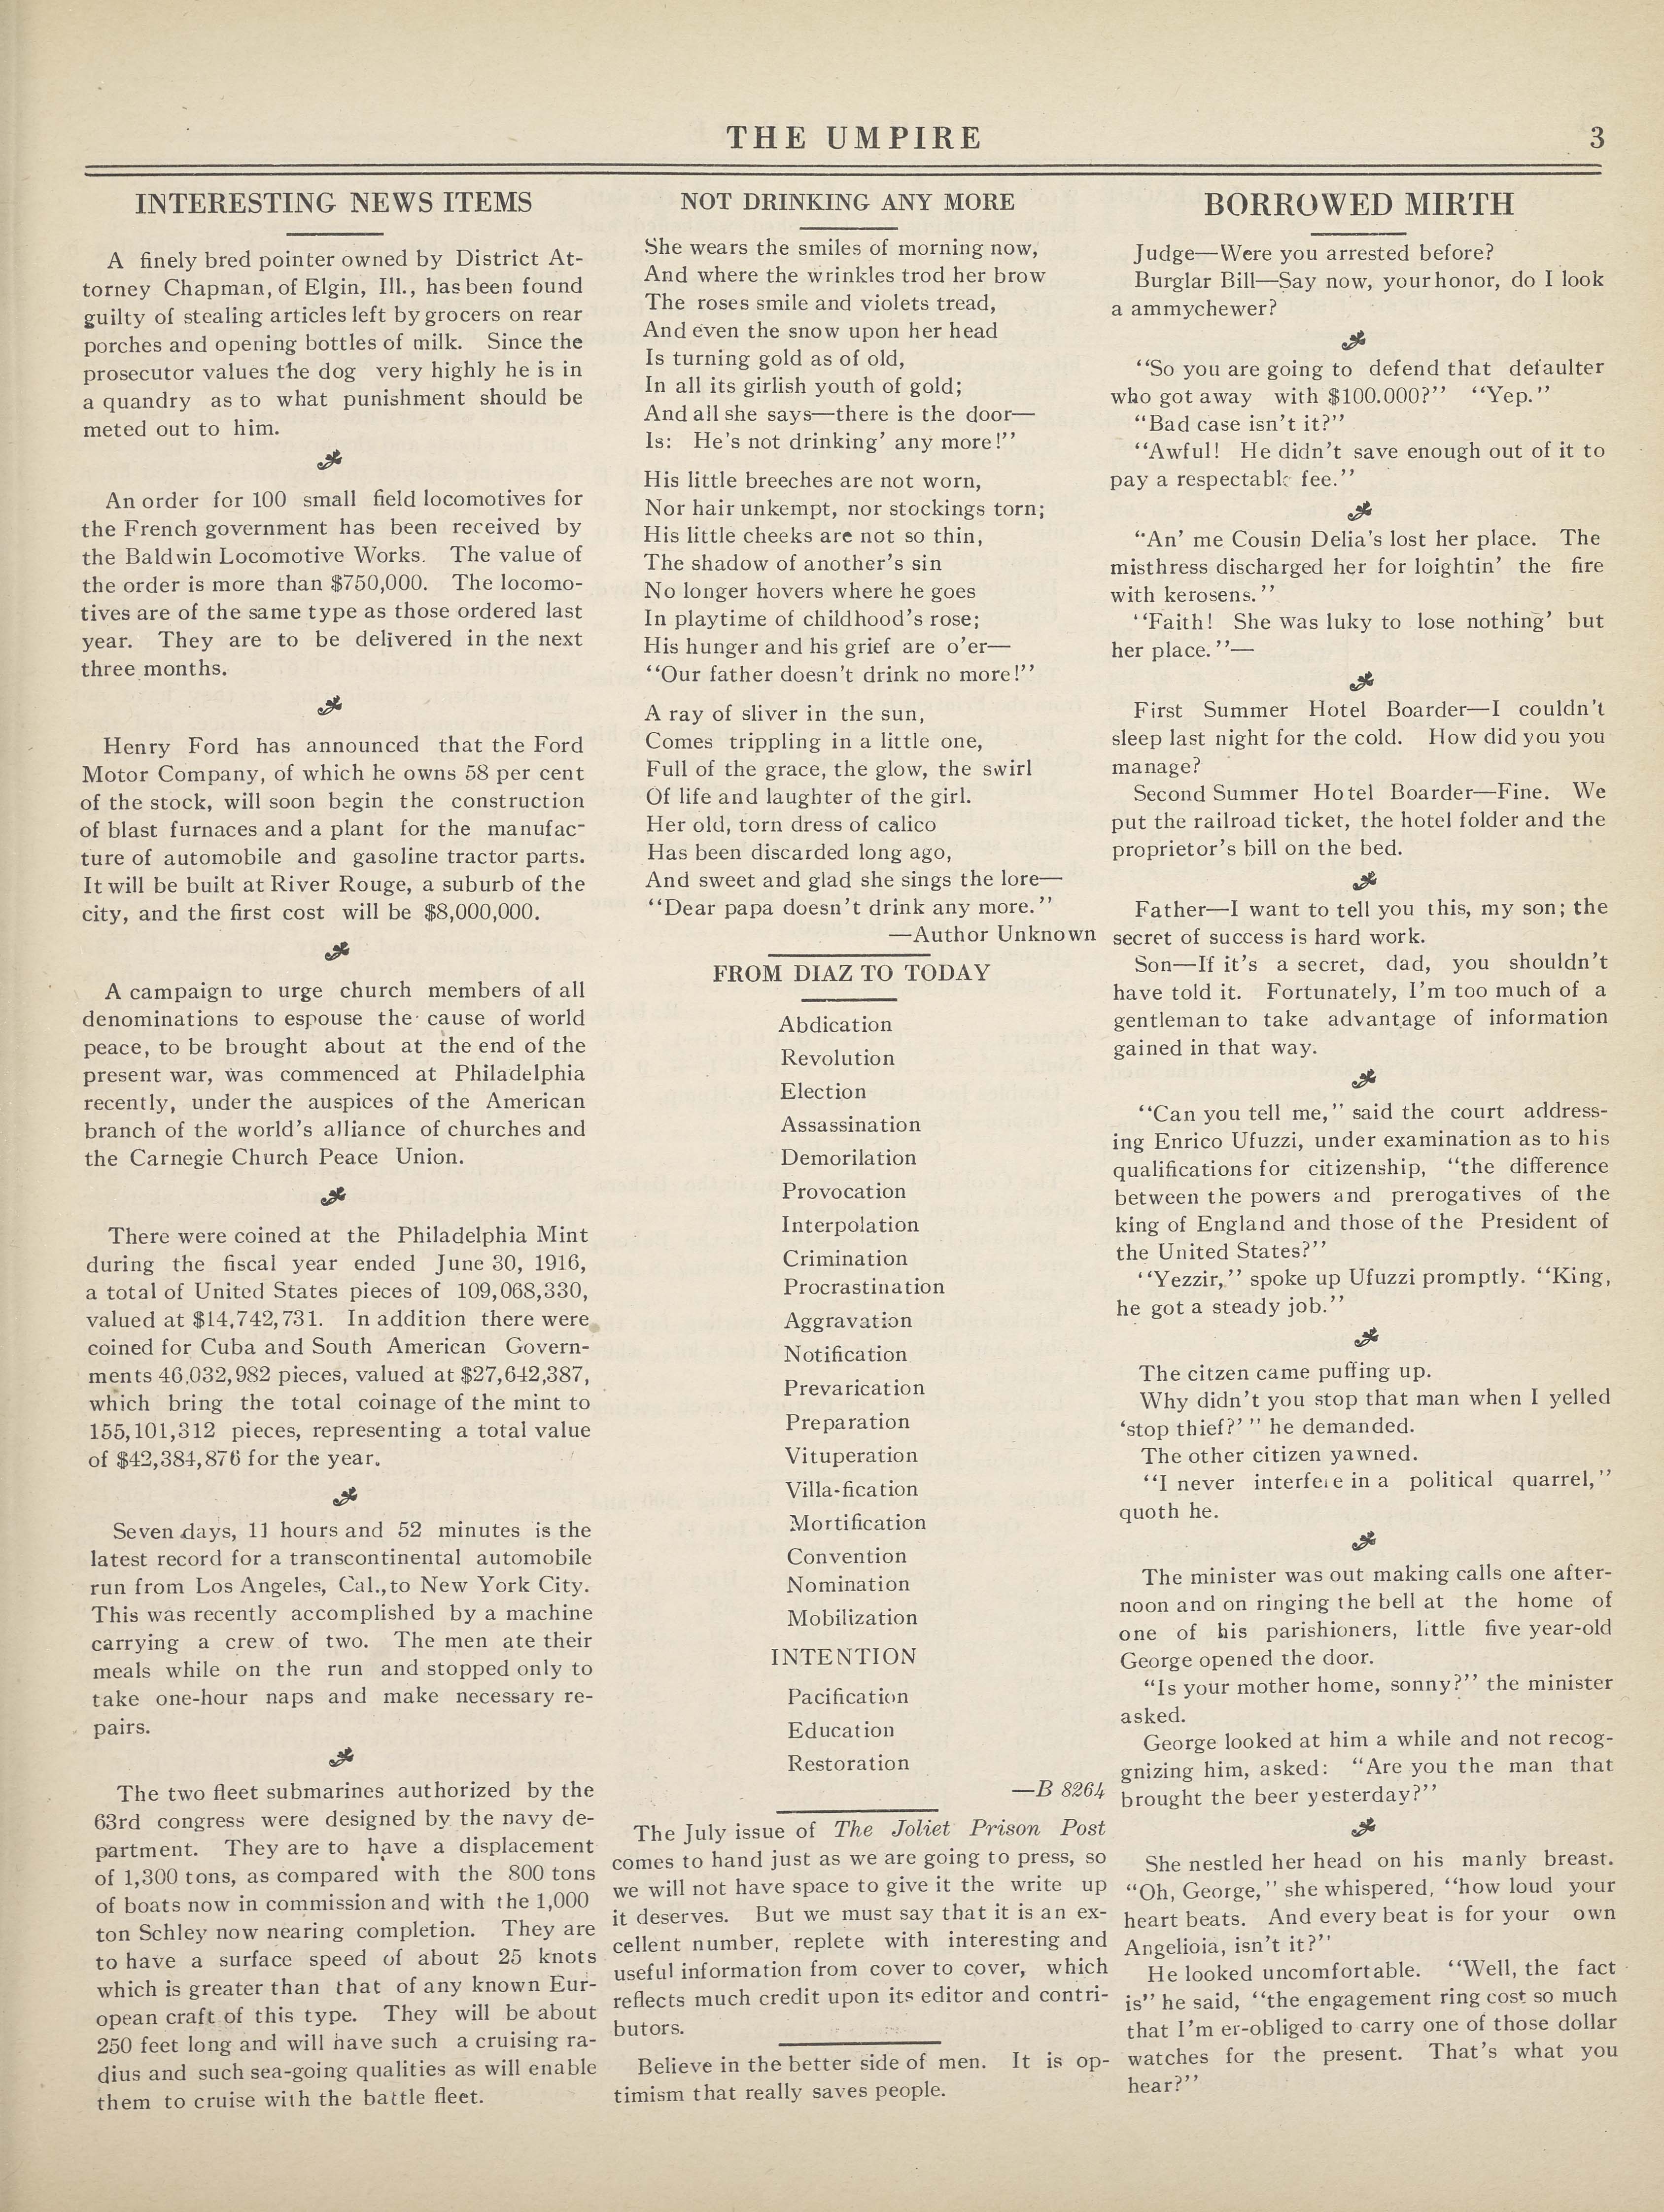 THE UMPIRE
3
INTERESTING NEWS ITEMS
A finely bred pointer owned by District At-
torney Chapman, of Elgin, Ill., has been found
guilty of stealing articles left by grocers on rear
porches and opening bottles of milk. Since the
prosecutor values the dog very highly he is in
a quandry as to what punishment should be
meted out to him.
An order for 100 small field locomotives for
the French government has been received by
the Baldwin Locomotive Works. The value of
the order is more than $750,000. The locomo-
tives are of the same type as those ordered last
year. They are to be delivered in the next
three months.
Henry Ford has announced that the Ford
Motor Company, of which he owns 58 per cent
of the stock, will soon begin the construction
of blast furnaces and a plant for the manufac-
ture of automobile and gasoline tractor parts.
It will be built at River Rouge, a suburb of the
city, and the first cost will be $8,000,000.
A campaign to urge church members of all
denominations to espouse the cause of world
peace, to be brought about at the end of the
present war, was commenced at Philadelphia
recently, under the auspices of the American
branch of the world's alliance of churches and
the Carnegie Church Peace Union.
There were coined at the Philadelphia Mint
during the fiscal year ended June 30, 1916,
a total of United States pieces of 109,068,330,
valued at $14,742,731. In addition there were
coined for Cuba and South American Govern-
ments 46,032,982 pieces, valued at $27,642,387,
which bring the total coinage of the mint to
155,101,312 pieces, representing a total value
of $42,384,876 for the year.
Seven days, 11 hours and 52 minutes is the
latest record for a transcontinental automobile
run from Los Angeles, Cal., to New York City.
This was recently accomplished by a machine
carrying a crew of two. The men ate their
meals while on the run and stopped only to
take one-hour naps and make necessary re-
pairs.
The two fleet submarines authorized by the
63rd congress were designed by the navy de-
partment. They are to have a displacement
of 1,300 tons, as compared with the 800 tons
of boats now in commission and with the 1,000
ton Schley now nearing completion. They are
to have a surface speed of about 25 knots
which is greater than that of any known Eur-
opean craft of this type. They will be about
250 feet long and will have such a cruising ra-
dius and such sea-going qualities as will enable
them to cruise with the battle fleet.
NOT DRINKING ANY MORE
She wears the smiles of morning now,
And where the wrinkles trod her brow
The roses smile and violets tread,
And even the snow upon her head
Is turning gold as of old,
In all its girlish youth of gold;
And all she says—there is the door—
Is: He's not drinking' any more!''
His little breeches are not worn,
Nor hair unkempt, nor stockings torn;
His little cheeks are not so thin,
The shadow of another's sin
No longer hovers where he goes
In playtime of childhood's rose;
His hunger and his grief are o'er—
''Our father doesn't drink no more!''
A ray of sliver in the sun,
Comes trippling in a little one,
Full of the grace, the glow, the swirl
Of life and laughter of the girl.
Her old, torn dress of calico
Has been discarded long ago,
And sweet and glad she sings the lore—
''Dear papa doesn't drink any more.''
—Author Unknown
FROM DIAZ TO TODAY
Abdication
Revolution
Election
Assassination
Demorilation
Provocation
Interpolation
Crimination
Procrastination
Aggravation
Notification
Prevarication
Preparation
Vituperation
Villa-fication
Mortification
Convention
Nomination
Mobilization
INTENTION
Pacification
Education
Restoration
—B 8264
The July issue of The Joliet Prison Post
comes to hand just as we are going to press, so
we will not have space to give it the write up
it deserves. But we must say that it is an ex-
cellent number, replete with interesting and
useful information from cover to cover, which
reflects much credit upon its editor and contri-
butors.
Believe in the better side of men. It is op-
timism that really saves people.
BORROWED MIRTH
Judge—Were you arrested before?
Burglar Bill—Say now, your honor, do I look
a ammychewer?
''So you are going to defend that defaulter
who got away with $100.000?'' ''Yep.''
''Bad case isn't it?''
''Awful! He didn't save enough out of it to
pay a respectable fee.''
''An' me Cousin Delia's lost her place. The
misthress discharged her for loightin' the fire
with kerosens.''
''Faith! She was luky to lose nothing' but
her place.''—
First Summer Hotel Boarder—I couldn't
sleep last night for the cold. How did you you
manage?
Second Summer Hotel Boarder—Fine. We
put the railroad ticket, the hotel folder and the
proprietor's bill on the bed.
Father—I want to tell you this, my son; the
secret of success is hard work.
Son—If it's a secret, dad, you shouldn't
have told it. Fortunately, I'm too much of a
gentleman to take advantage of information
gained in that way.
''Can you tell me,'' said the court address-
ing Enrico Ufuzzi, under examination as to his
qualifications for citizenship, ''the difference
between the powers and prerogatives of the
king of England and those of the President of
the United States?''
''Yezzir,'' spoke up Ufuzzi promptly. ''King,
he got a steady job.''
The citzen came puffing up.
Why didn't you stop that man when I yelled
'stop thief?' '' he demanded.
The other citizen yawned.
''I never interfere in a political quarrel,''
quoth he.
The minister was out making calls one after-
noon and on ringing the bell at the home of
one of his parishioners, little five year-old
George opened the door.
''Is your mother home, sonny?'' the minister
asked.
George looked at him a while and not recog-
gnizing him, asked: ''Are you the man that
brought the beer yesterday?''
She nestled her head on his manly breast.
''Oh, George,'' she whispered, ''how loud your
heart beats. And every beat is for your own
Angelioia, isn't it?''
He looked uncomfortable. ''Well, the fact
is'' he said, ''the engagement ring cost so much
that I'm er-obliged to carry one of those dollar
watches for the present. That's what you
hear?''